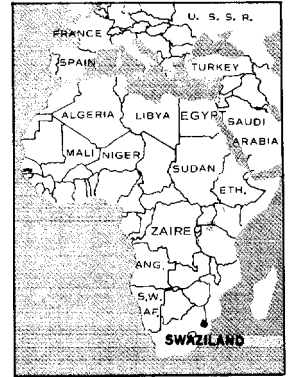 U. S. S. R.
FRANCE
SPAIN
TURKEY
ALGERIA
LIBYA
EGYPT
SAUDI
ARABIA
MALI
NIGER
SUDAN
ETH.
ZAIRE
ANG.
S.W.
AF.
SWAZILAND